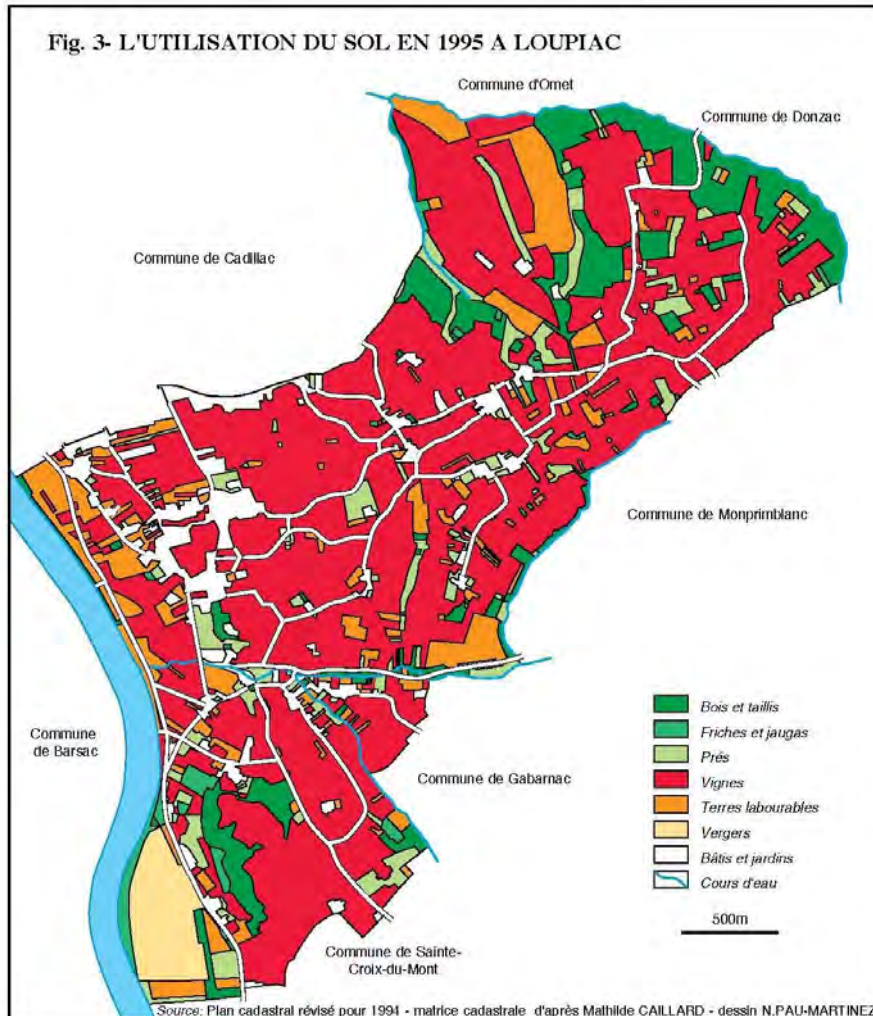 Fig. 3- L'UTILISATION DU SOL EN 1995 A LOUPIAC
Commune d'Omet
Commune de Donzac
Commune de Cadillac
Commune de Monprimblanc
Commune
de Barsac
Commune de Gabarnac
Bois et taillis
Friches et jaugas
Prés
Vignes
Terres labourables
Vergers
Bâtis et jardins
Cours d'eau
500m
Commune de Sainte-
Croix-du-Mont
Source: Plan cadastral révisé pour 1994 - matrice cadastrale d'après Mathilde CAILLARD - dessin N.PAU-MARTINEZ